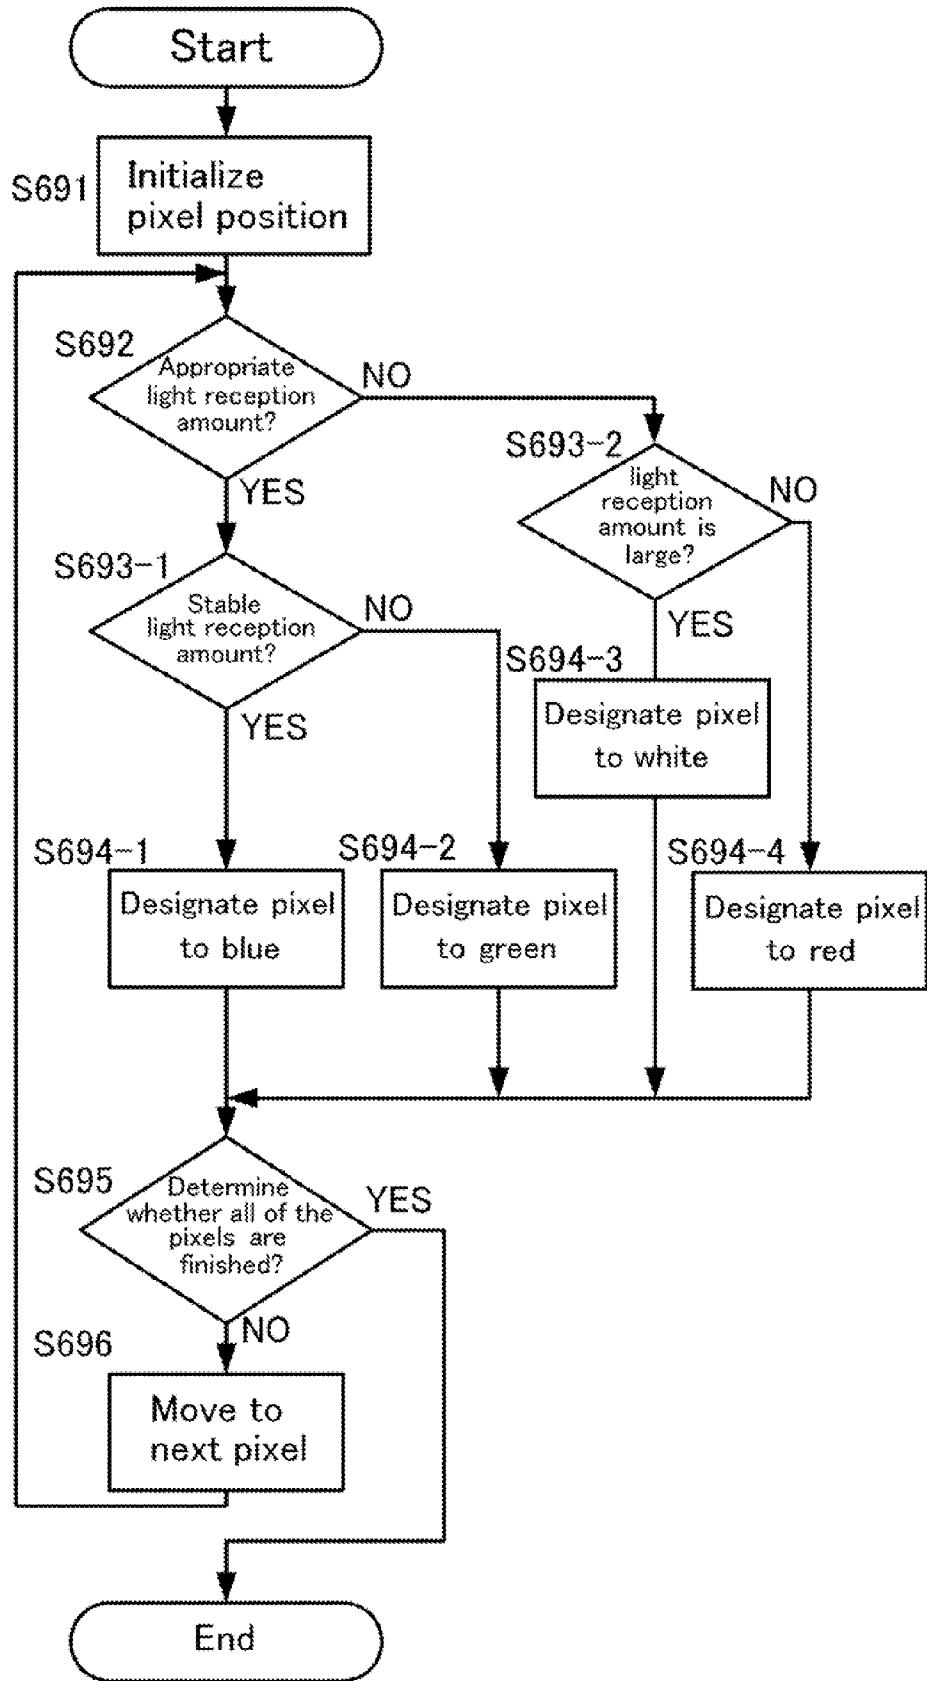 Start
S691
Initialize
pixel position
S692
Appropriate
light reception
amount?
NO
YES
S693-2
light
reception
amount is
large?
NO
YES
S693-1
Stable
light reception
amount?
NO
YES
S694-3
Designate pixel
to white
S694-1
Designate pixel
to blue
S694-2
Designate pixel
to green
S694-4
Designate pixel
to red
S695
Determine
whether all of the
pixels are
finished?
YES
NO
S696
Move to
next pixel
End